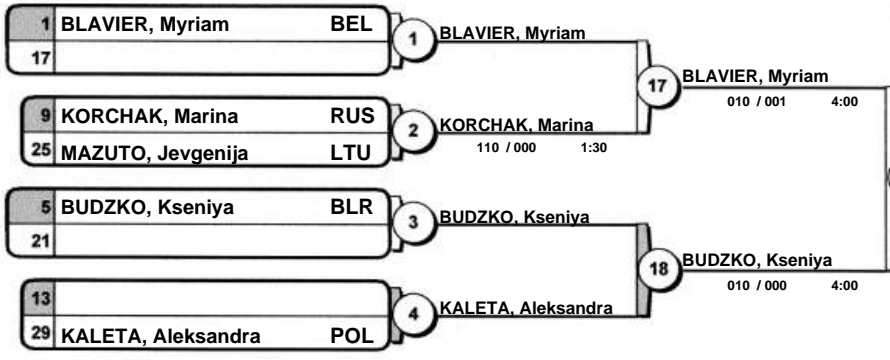 1 BLAVIER, Myriam BEL
17
1 BLAVIER, Myriam
9 KORCHAK, Marina RUS
25 MAZUTO, Jevgenija LTU
2 KORCHAK, Marina
110 / 000 1:30
17 BLAVIER, Myriam
010 / 001 4:00
5 BUDZKO, Kseniya BLR
21
3 BUDZKO, Kseniya
13
29 KALETA, Aleksandra POL
4 KALETA, Aleksandra
18 BUDZKO, Kseniya
010 / 000 4:00